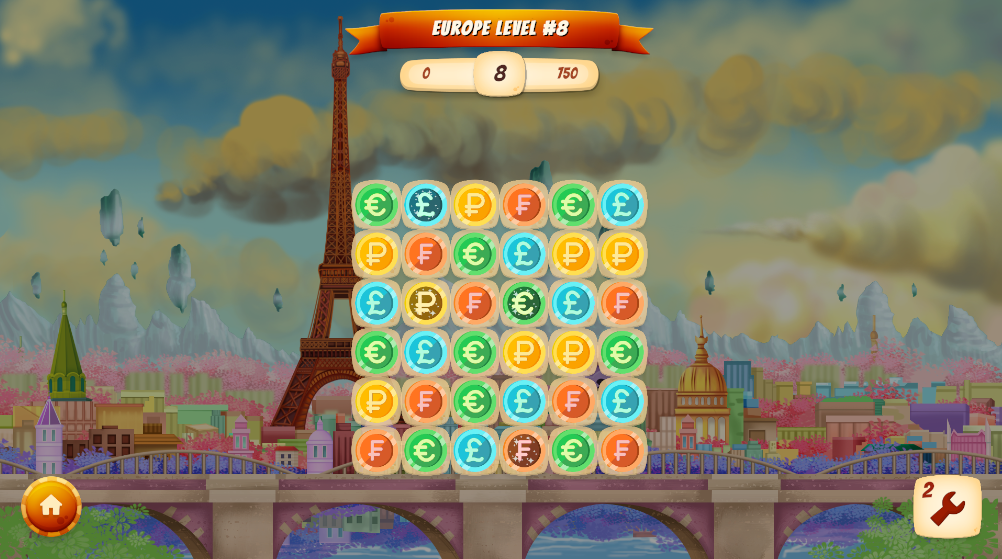 EUROPE LEVEL #8
0 8 750
€ £ ₽ ₣ € £
₽ ₣ € £ ₽ ₽
£ ₽ ₣ € £ ₣
€ £ € ₽ ₽ €
₽ ₣ € £ ₣ £
₣ € £ ₣ € ₣
2